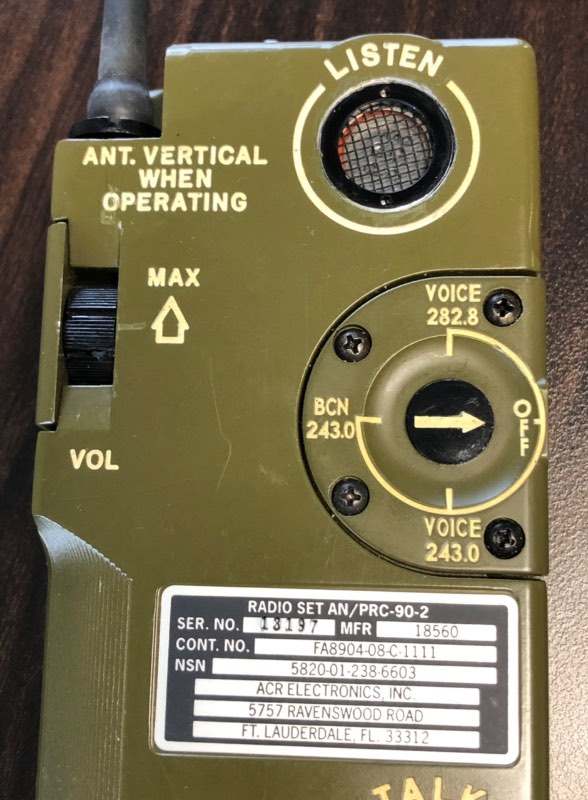 LISTEN
ANT. VERTICAL
WHEN
OPERATING
MAX
VOL
VOICE
282.8
BCN
243.0
OFF
VOICE
243.0
RADIO SET AN/PRC-90-2
SER. NO. 13197 MFR 18560
CONT. NO. FA8904-08-C-1111
NSN 5820-01-238-6603
ACR ELECTRONICS, INC.
5757 RAVENSWOOD ROAD
FT. LAUDERDALE, FL. 33312
TALK